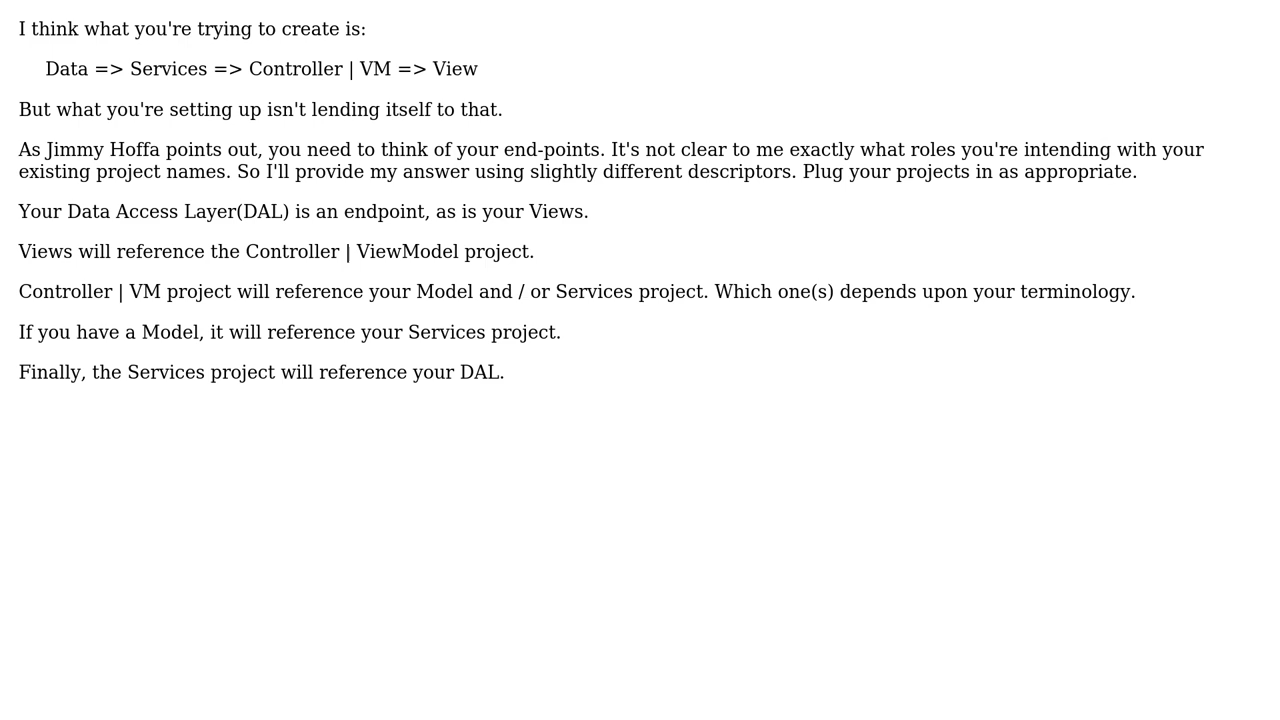 I think what you're trying to create is:
Data => Services => Controller | VM => View
But what you're setting up isn't lending itself to that.
As Jimmy Hoffa points out, you need to think of your end-points. It's not clear to me exactly what roles you're intending with your
existing project names. So I'll provide my answer using slightly different descriptors. Plug your projects in as appropriate.
Your Data Access Layer(DAL) is an endpoint, as is your Views.
Views will reference the Controller | ViewModel project.
Controller | VM project will reference your Model and / or Services project. Which one(s) depends upon your terminology.
If you have a Model, it will reference your Services project.
Finally, the Services project will reference your DAL.